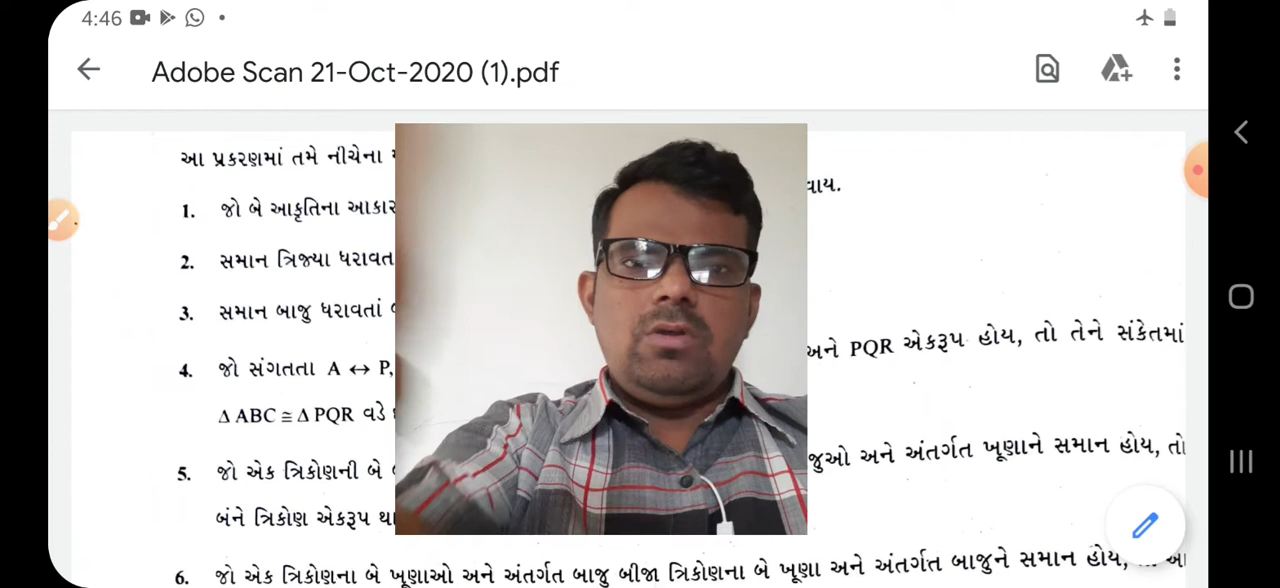 4:46
Adobe Scan 21-Oct-2020 (1).pdf
આ પ્રકરણમાં તમે નીચેના
વાય.
1. જો બે આકૃતિના આકાર
2. સમાન ત્રિજ્યા ધરાવત
3. સમાન બાજુ ધરાવતાં
4. જો સંગતતા A ↔ P, અને PQR એકરૂપ હોય, તો તેને સંકેતમાં
Δ ABC ≅ Δ PQR વડે
5. જો એક ત્રિકોણની બે જુઓ અને અંતર્ગત ખૂણાને સમાન હોય, તો
બંને ત્રિકોણ એકરૂપ થા
6. જો એક ત્રિકોણના બે ખૂણાઓ અને અંતર્ગત બાજુ બીજા ત્રિકોણના બે ખૂણા અને અંતર્ગત બાજુને સમાન હોય, આ